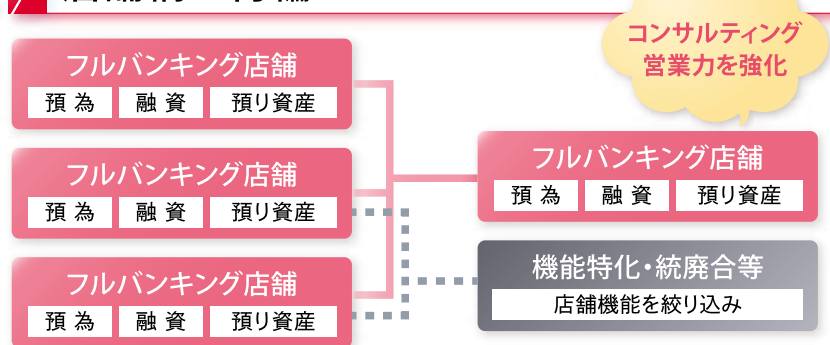 コンサルティング
営業力を強化
フルバンキング店舗
預 為 融 資 預り資産
フルバンキング店舗
預 為 融 資 預り資産
フルバンキング店舗
預 為 融 資 預り資産
フルバンキング店舗
預 為 融 資 預り資産
機能特化・統廃合等
店舗機能を絞り込み